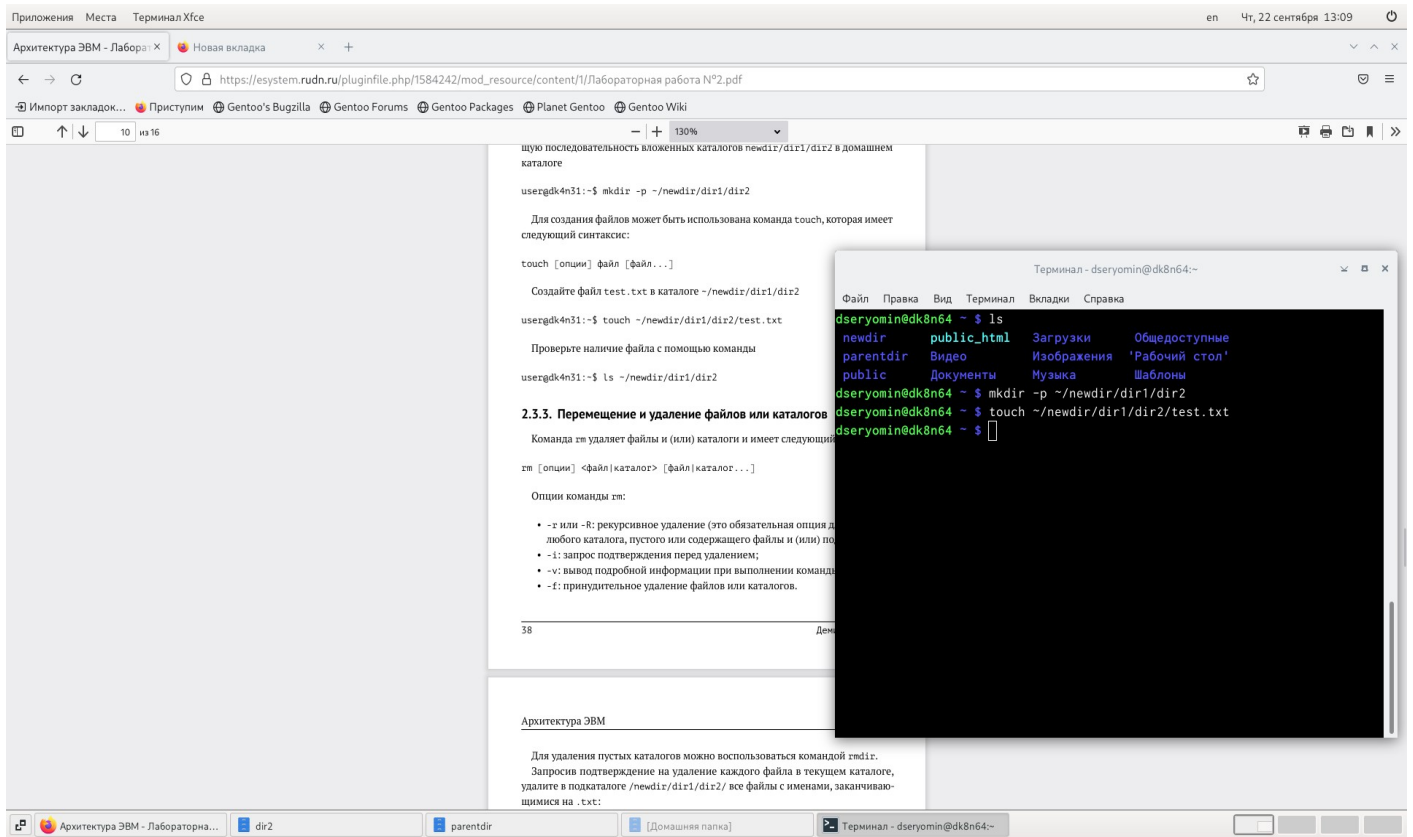 Приложения Места Терминал Xfce
en Чт, 22 сентября 13:09
Архитектура ЭВМ - Лаборат
Новая вкладка
https://esystem.rudn.ru/pluginfile.php/1584242/mod_resource/content/1/Лабораторная работа №2.pdf
Импорт закладок... Приступим Gentoo's Bugzilla Gentoo Forums Gentoo Packages Planet Gentoo Gentoo Wiki
10 из 16
130%
щую последовательность вложенных каталогов newdir/dir1/dir2 в домашнем
каталоге
user@dk4n31:~$ mkdir -p ~/newdir/dir1/dir2
Для создания файлов может быть использована команда touch, которая имеет
следующий синтаксис:
touch [опции] файл [файл...]
Создайте файл test.txt в каталоге ~/newdir/dir1/dir2
user@dk4n31:~$ touch ~/newdir/dir1/dir2/test.txt
Проверьте наличие файла с помощью команды
user@dk4n31:~$ ls ~/newdir/dir1/dir2
2.3.3. Перемещение и удаление файлов или каталогов
Команда rm удаляет файлы и (или) каталоги и имеет следующий
rm [опции] <файл|каталог> [файл|каталог...]
Опции команды rm:
• -r или -R: рекурсивное удаление (это обязательная опция д
любого каталога, пустого или содержащего файлы и (или) по
• -i: запрос подтверждения перед удалением;
• -v: вывод подробной информации при выполнении команды
• -f: принудительное удаление файлов или каталогов.
38 Деми
Архитектура ЭВМ
Для удаления пустых каталогов можно воспользоваться командой rmdir.
Запросив подтверждение на удаление каждого файла в текущем каталоге,
удалите в подкаталоге /newdir/dir1/dir2/ все файлы с именами, заканчиваю-
щимися на .txt:
Терминал - dseryomin@dk8n64:~
Файл Правка Вид Терминал Вкладки Справка
dseryomin@dk8n64 ~ $ ls
newdir public_html Загрузки Общедоступные
parentdir Видео Изображения 'Рабочий стол'
public Документы Музыка Шаблоны
dseryomin@dk8n64 ~ $ mkdir -p ~/newdir/dir1/dir2
dseryomin@dk8n64 ~ $ touch ~/newdir/dir1/dir2/test.txt
dseryomin@dk8n64 ~ $
Архитектура ЭВМ - Лабораторна...
dir2
parentdir
[Домашняя папка]
Терминал - dseryomin@dk8n64:~